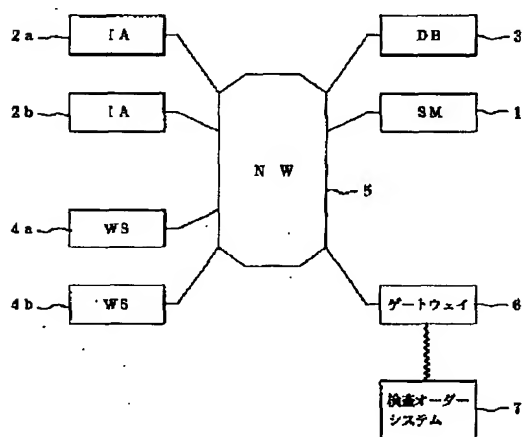 2a IA DB 3
2b IA SM 1
NW 5
4a WS
4b WS ゲートウェイ 6
検査オーダー
システム 7